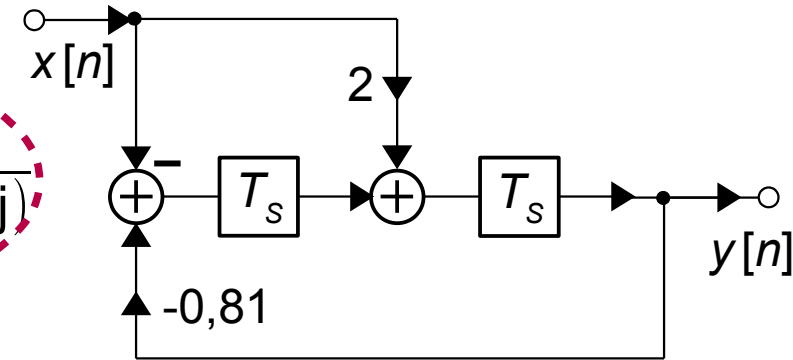 x[n]
2
−
j)
+
T_S
+
T_S
y[n]
-0,81